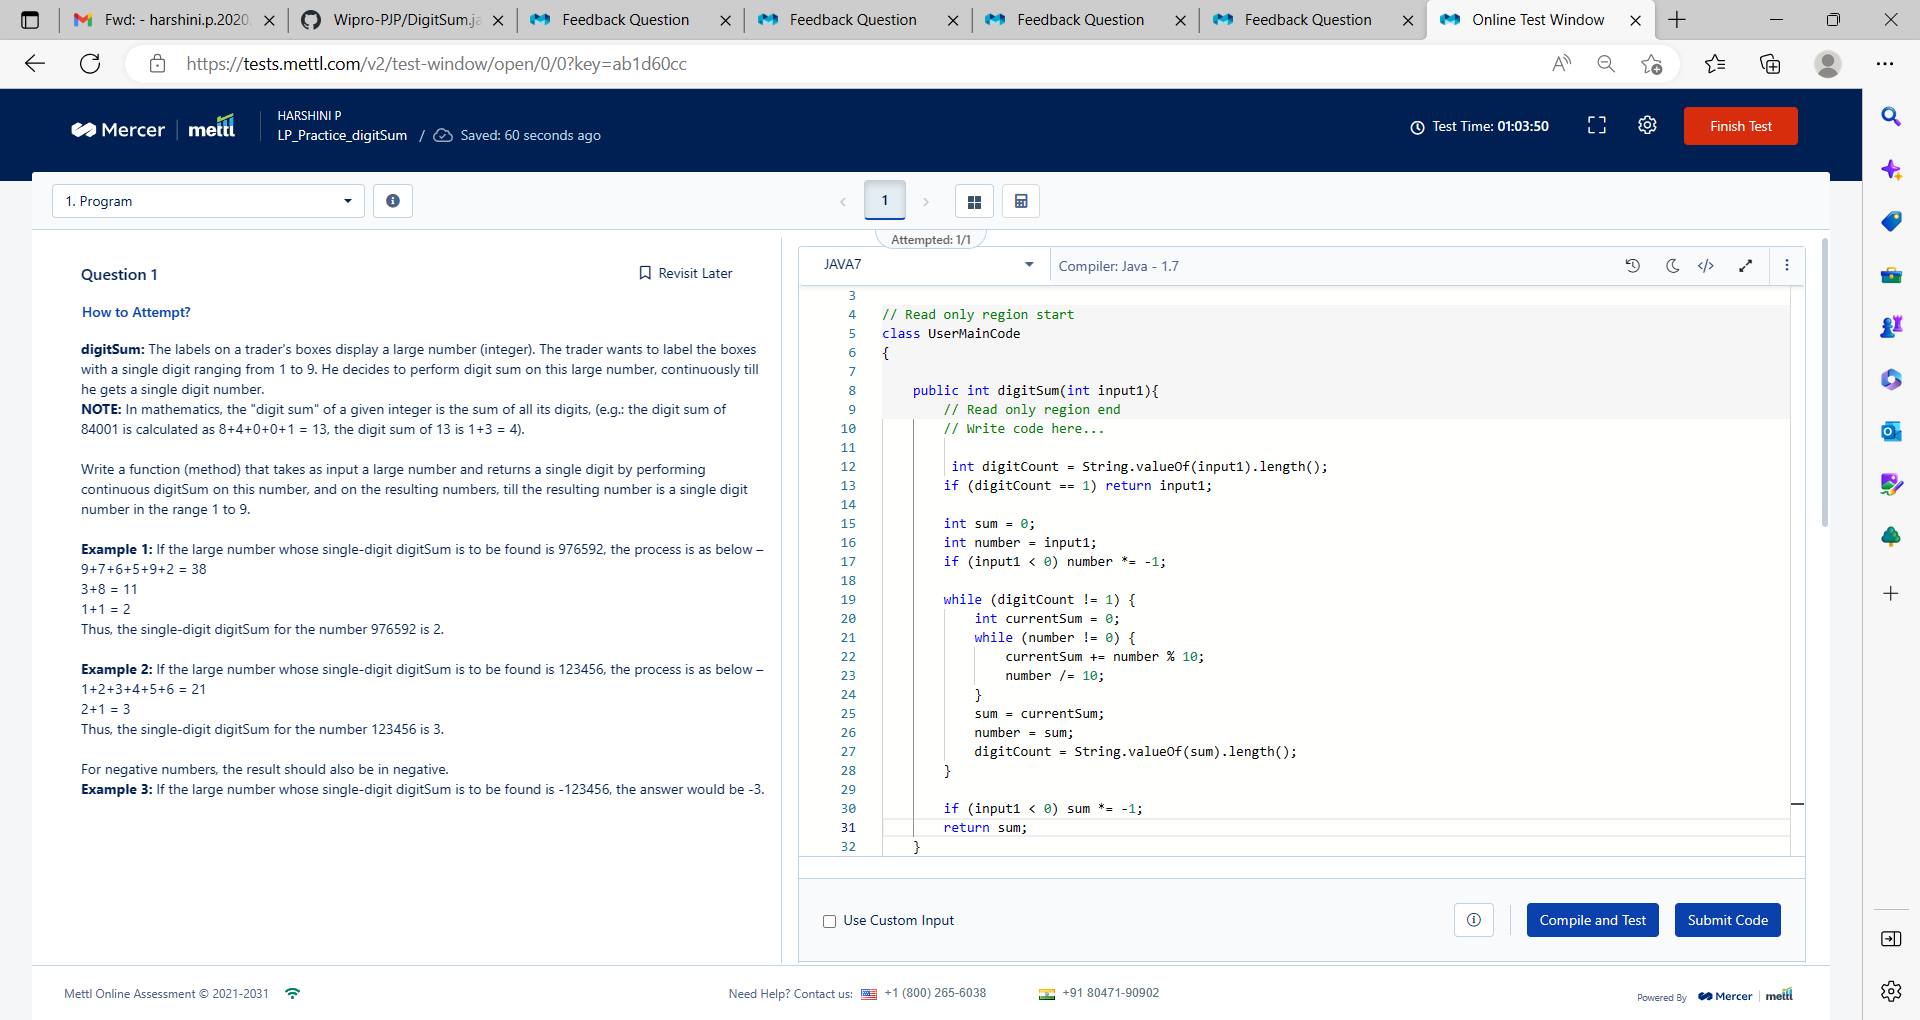 Fwd: - harshini.p.2020
Wipro-PJP/DigitSum.ja
Feedback Question
Feedback Question
Feedback Question
Feedback Question
Online Test Window
https://tests.mettl.com/v2/test-window/open/0/0?key=ab1d60cc
Mercer | mettl
HARSHINI P
LP_Practice_digitSum / Saved: 60 seconds ago
Test Time: 01:03:50
Finish Test
1. Program
1
Attempted: 1/1
Question 1
Revisit Later
How to Attempt?
digitSum: The labels on a trader's boxes display a large number (integer). The trader wants to label the boxes
with a single digit ranging from 1 to 9. He decides to perform digit sum on this large number, continuously till
he gets a single digit number.
NOTE: In mathematics, the "digit sum" of a given integer is the sum of all its digits, (e.g.: the digit sum of
84001 is calculated as 8+4+0+0+1 = 13, the digit sum of 13 is 1+3 = 4).
Write a function (method) that takes as input a large number and returns a single digit by performing
continuous digitSum on this number, and on the resulting numbers, till the resulting number is a single digit
number in the range 1 to 9.
Example 1: If the large number whose single-digit digitSum is to be found is 976592, the process is as below –
9+7+6+5+9+2 = 38
3+8 = 11
1+1 = 2
Thus, the single-digit digitSum for the number 976592 is 2.
Example 2: If the large number whose single-digit digitSum is to be found is 123456, the process is as below –
1+2+3+4+5+6 = 21
2+1 = 3
Thus, the single-digit digitSum for the number 123456 is 3.
For negative numbers, the result should also be in negative.
Example 3: If the large number whose single-digit digitSum is to be found is -123456, the answer would be -3.
JAVA7
Compiler: Java - 1.7
3
4 // Read only region start
5 class UserMainCode
6 {
7
8 public int digitSum(int input1){
9 // Read only region end
10 // Write code here...
11
12 int digitCount = String.valueOf(input1).length();
13 if (digitCount == 1) return input1;
14
15 int sum = 0;
16 int number = input1;
17 if (input1 < 0) number *= -1;
18
19 while (digitCount != 1) {
20 int currentSum = 0;
21 while (number != 0) {
22 currentSum += number % 10;
23 number /= 10;
24 }
25 sum = currentSum;
26 number = sum;
27 digitCount = String.valueOf(sum).length();
28 }
29
30 if (input1 < 0) sum *= -1;
31 return sum;
32 }
Use Custom Input
Compile and Test
Submit Code
Mettl Online Assessment © 2021-2031
Need Help? Contact us: +1 (800) 265-6038
+91 80471-90902
Powered By Mercer | mettl